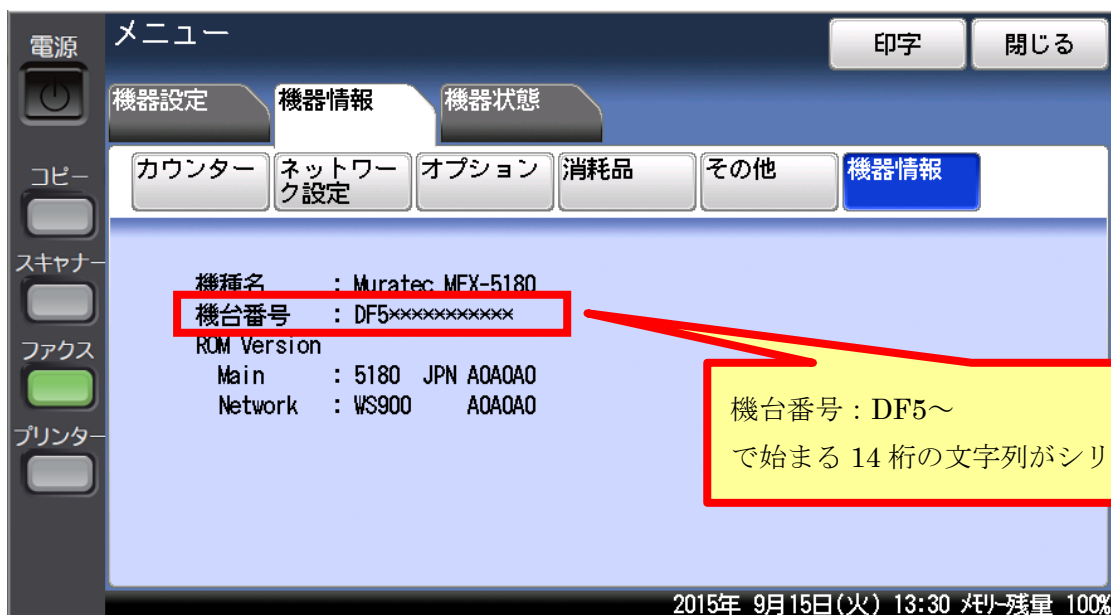 電源
メニュー
印字
閉じる
機器設定
機器情報
機器状態
コピー
カウンター
ネットワー
ク設定
オプション
消耗品
その他
機器情報
スキャナー
機種名 : Muratec MFX-5180
機台番号 : DF5×××××××××××
ファクス
ROM Version
Main : 5180 JPN A0A0A0
Network : WS900 A0A0A0
プリンター
機台番号：DF5～
で始まる 14 桁の文字列がシリ
2015年 9月15日(火) 13:30 ﾒﾓﾘｰ残量 100%